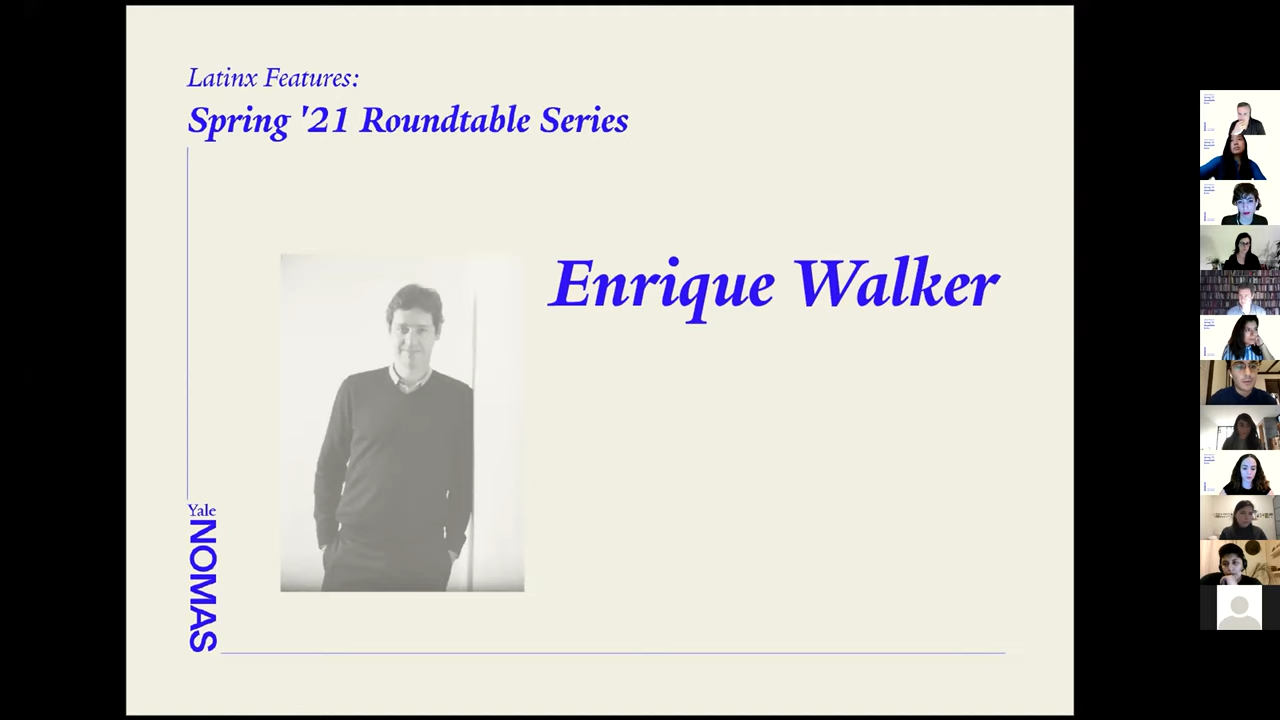 Latinx Features:
Spring '21 Roundtable Series
Enrique Walker
Yale
NOMAS